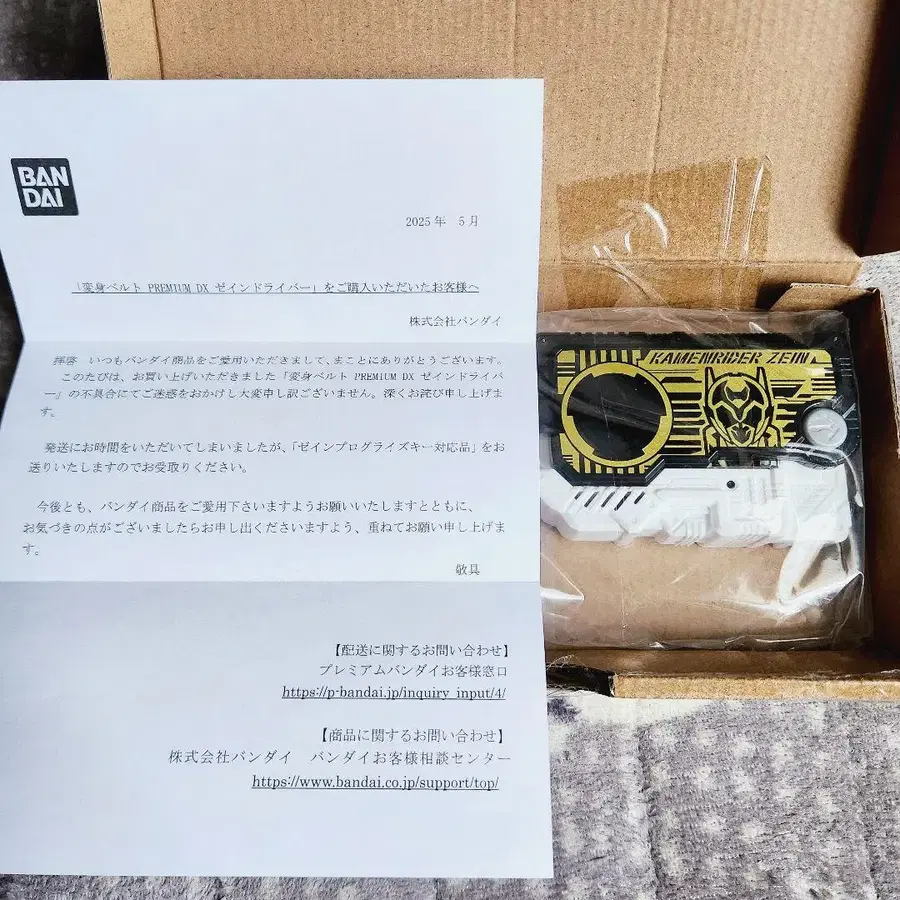 BAN
DAI
2025年 5月
「変身ベルト PREMIUM DX ゼインドライバー」をご購入いただいたお客様へ
株式会社バンダイ
拝啓 いつもバンダイ商品をご愛用いただきまして、まことにありがとうございます。
このたびは、お買い上げいただきました「変身ベルト PREMIUM DX ゼインドライバ
ー」の不具合にてご迷惑をおかけし大変申し訳ございません。深くお詫び申し上げま
す。
発送にお時間をいただいてしまいましたが、「ゼインプログライズキー対応品」をお
送りいたしますのでお受取りください。
今後とも、バンダイ商品をご愛用下さいますようお願いいたしますとともに、
お気づきの点がございましたらお申し出くださいますよう、重ねてお願い申し上げま
す。
敬具
【配送に関するお問い合わせ】
プレミアムバンダイお客様窓口
https://p-bandai.jp/inquiry_input/4/
【商品に関するお問い合わせ】
株式会社バンダイ バンダイお客様相談センター
https://www.bandai.co.jp/support/top/
KAMENRIDER ZEIN